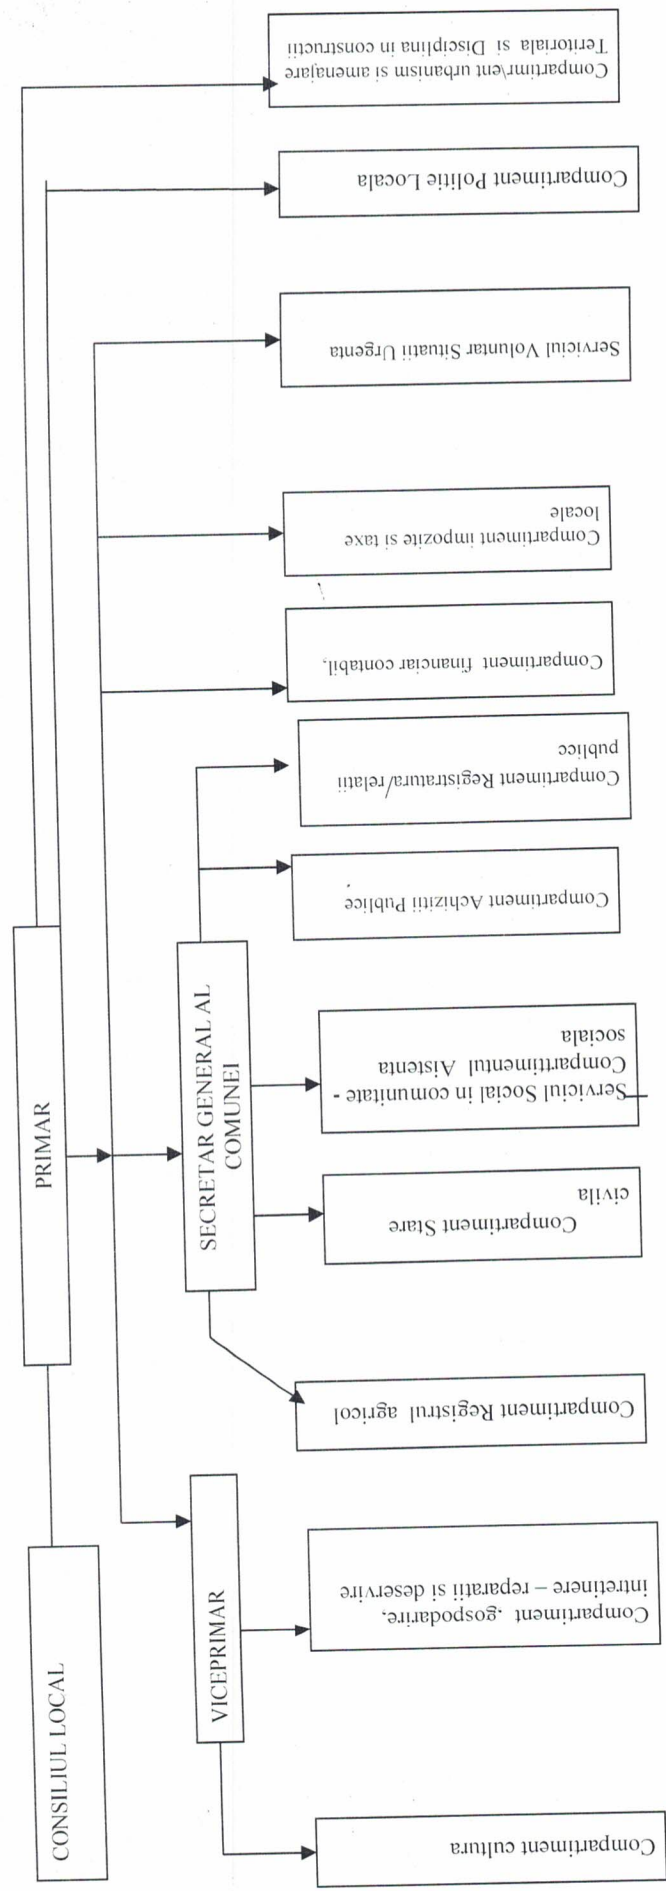 CONSILIUL LOCAL
PRIMAR
VICEPRIMAR
SECRETAR GENERAL AL
COMUNEI
Compartiment cultura
Compartiment .gospodarire,
intretinere – reparatii si deservire
Compartiment Registrul agricol
Compartiment Stare
civila
Serviciul Social in comunitate -
Compartimentul Aistenta
sociala
Compartiment Achizitii Publice
Compartiment Registratura/relatii
publice
Compartiment financiar contabil,
Compartiment impozite si taxe
locale
Serviciul Voluntar Situatii Urgenta
Compartiment Politie Locala
Compartimr\ent urbanism si amenajare
Teritoriala si Disciplina in constructii